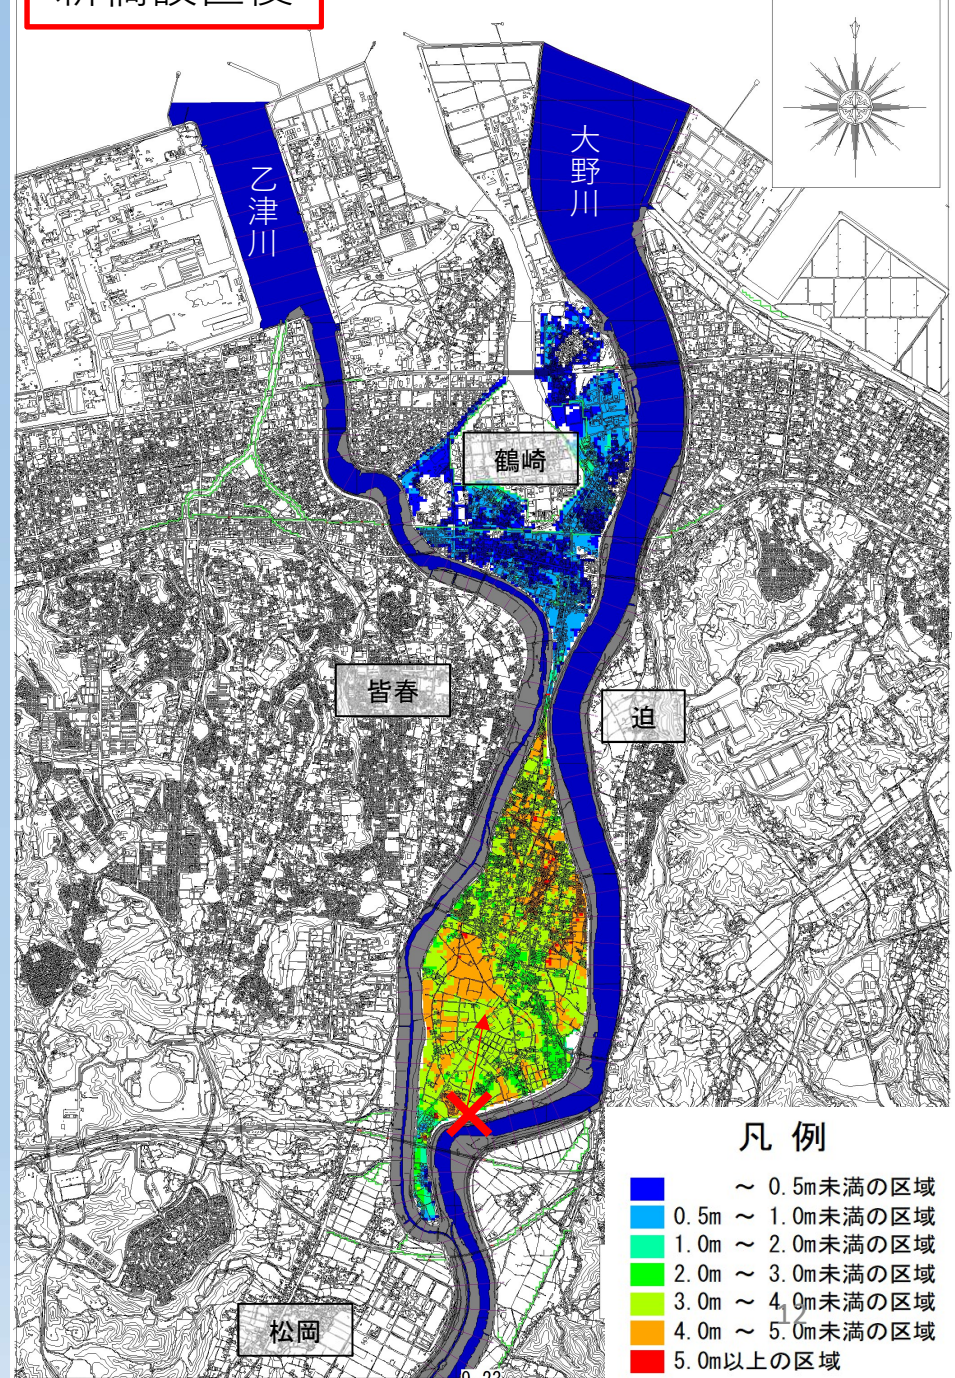 乙津川
大野川
鶴崎
皆春
迫
松岡
凡 例
～ 0.5m未満の区域
0.5m ～ 1.0m未満の区域
1.0m ～ 2.0m未満の区域
2.0m ～ 3.0m未満の区域
3.0m ～ 4.0m未満の区域
12
4.0m ～ 5.0m未満の区域
5.0m以上の区域